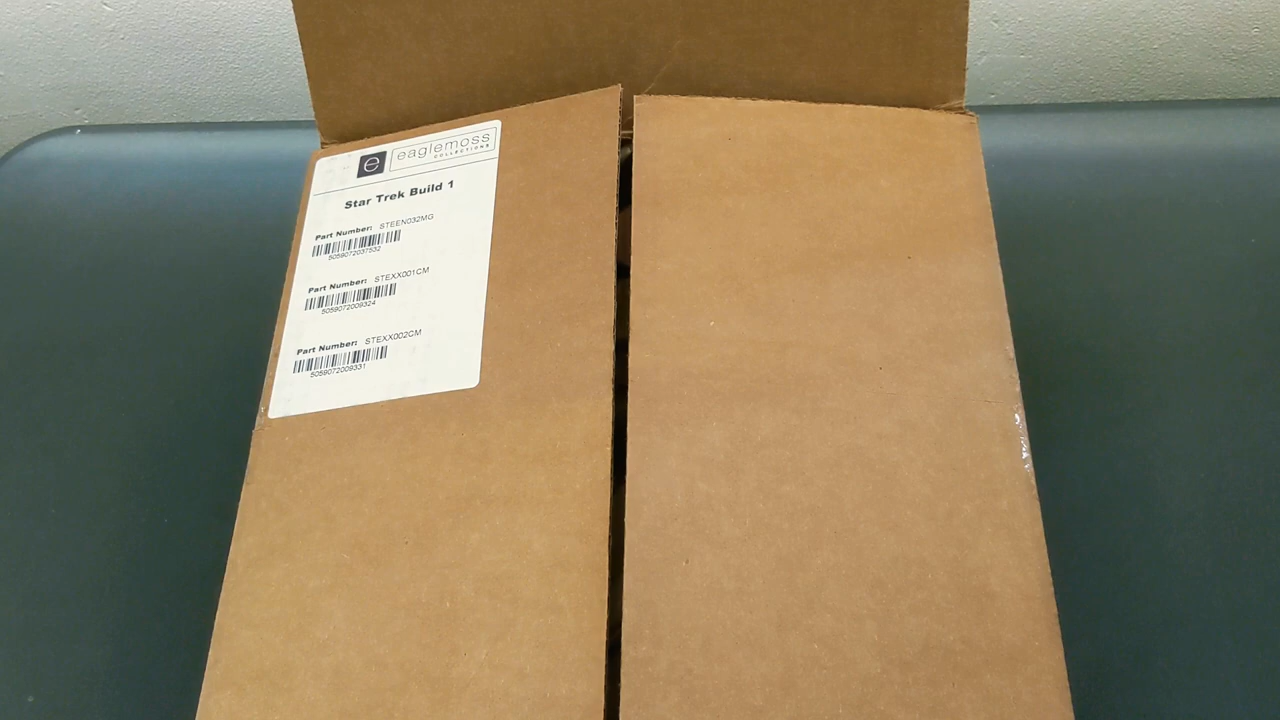 e eaglemoss
COLLECTIONS
Star Trek Build 1
Part Number: STEEN032MG
5059072037532
Part Number: STEXX001CM
5059072009324
Part Number: STEXX002CM
5059072009331